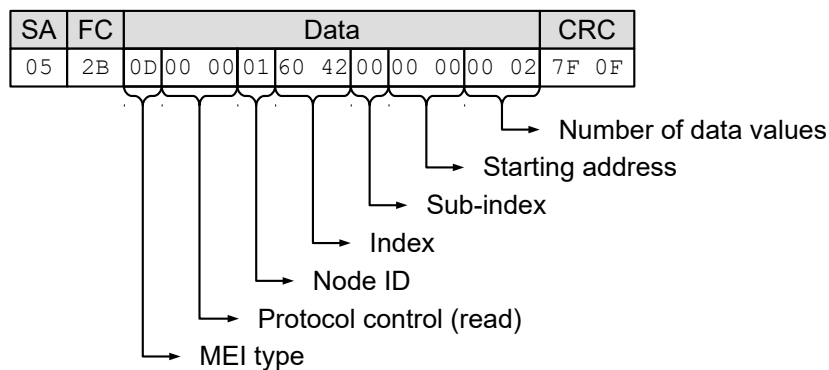 SA FC Data CRC
05 2B 0D 00 00 01 60 42 00 00 00 00 02 7F 0F
Number of data values
Starting address
Sub-index
Index
Node ID
Protocol control (read)
MEI type